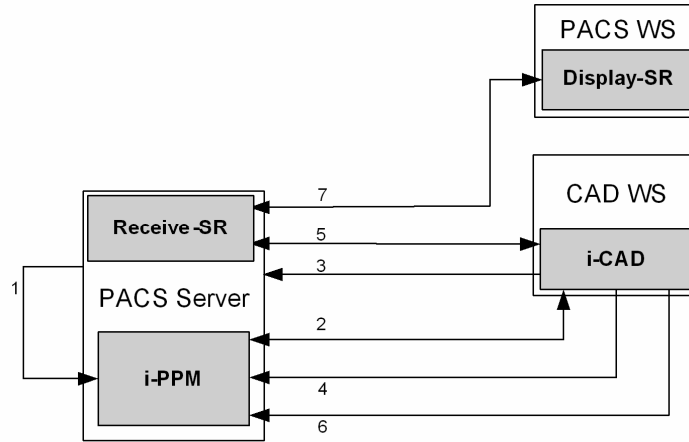 PACS WS
Display-SR
CAD WS
7
Receive-SR
5
i-CAD
3
1
PACS Server
2
i-PPM
4
6